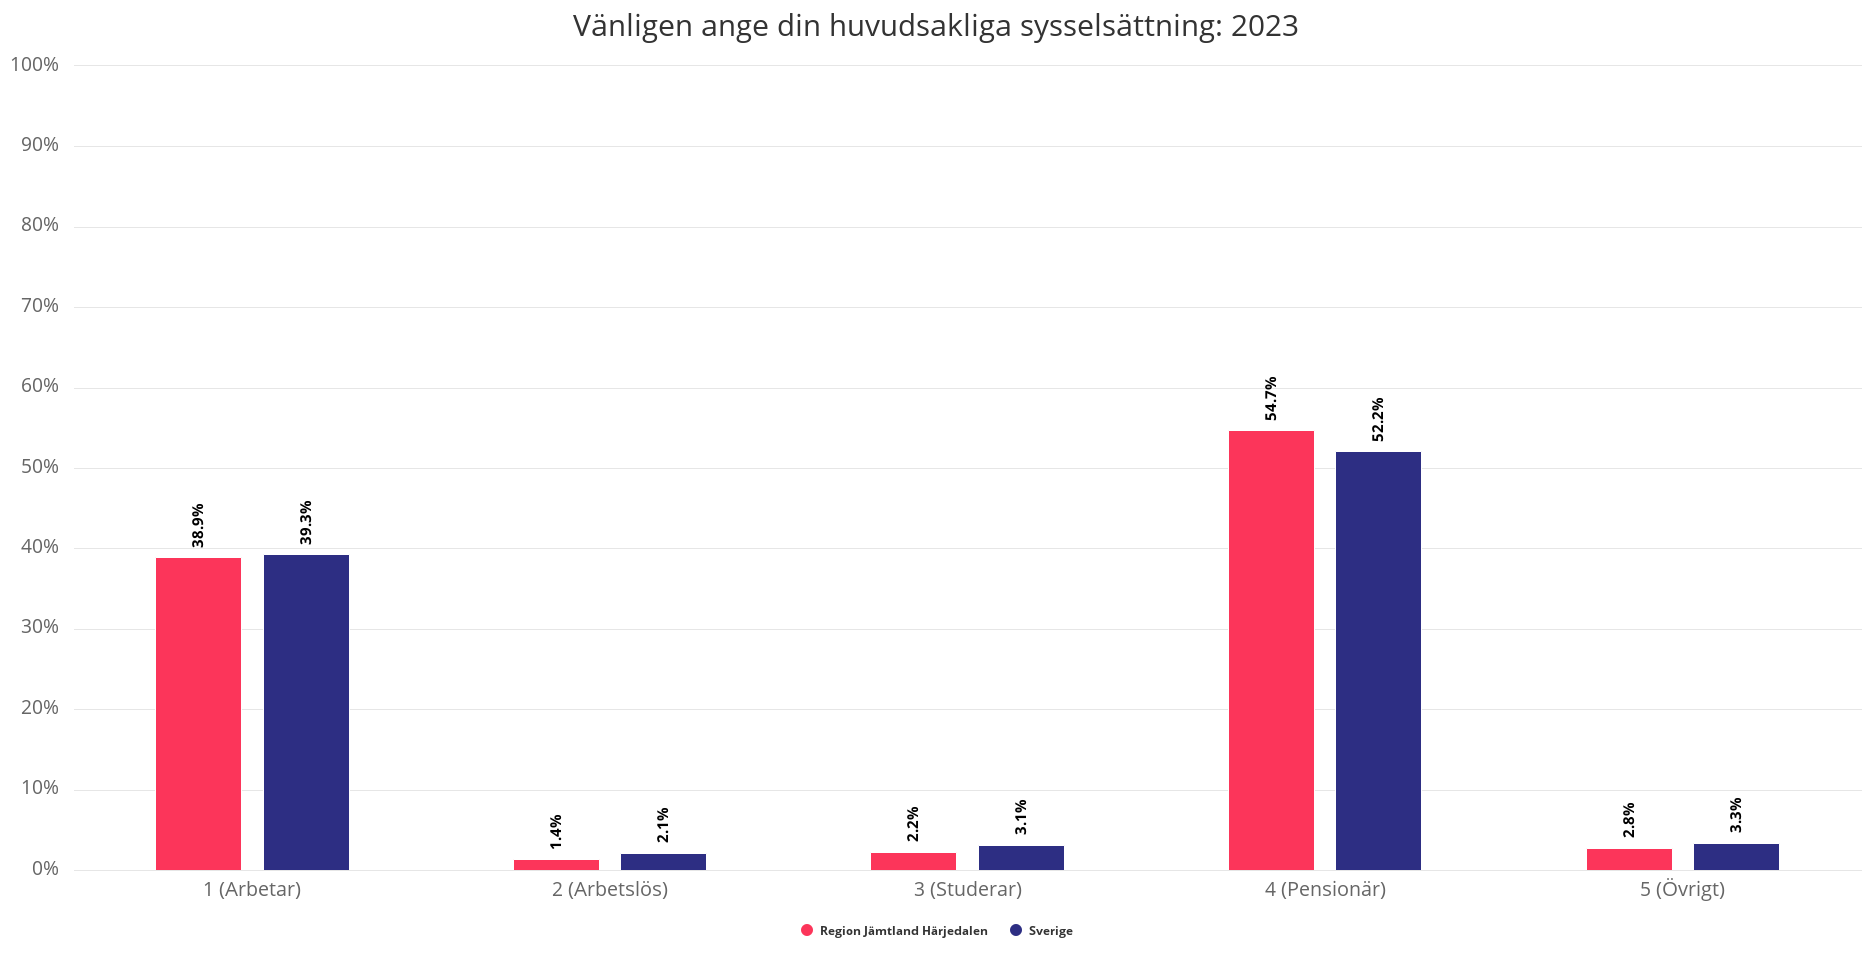 Vänligen ange din huvudsakliga sysselsättning: 2023
100%
90%
80%
70%
60%
50%
40%
30%
20%
10%
0%
38.9%
39.3%
1.4%
2.1%
2.2%
3.1%
54.7%
52.2%
2.8%
3.3%
1 (Arbetar)
2 (Arbetslös)
3 (Studerar)
4 (Pensionär)
5 (Övrigt)
Region Jämtland Härjedalen
Sverige